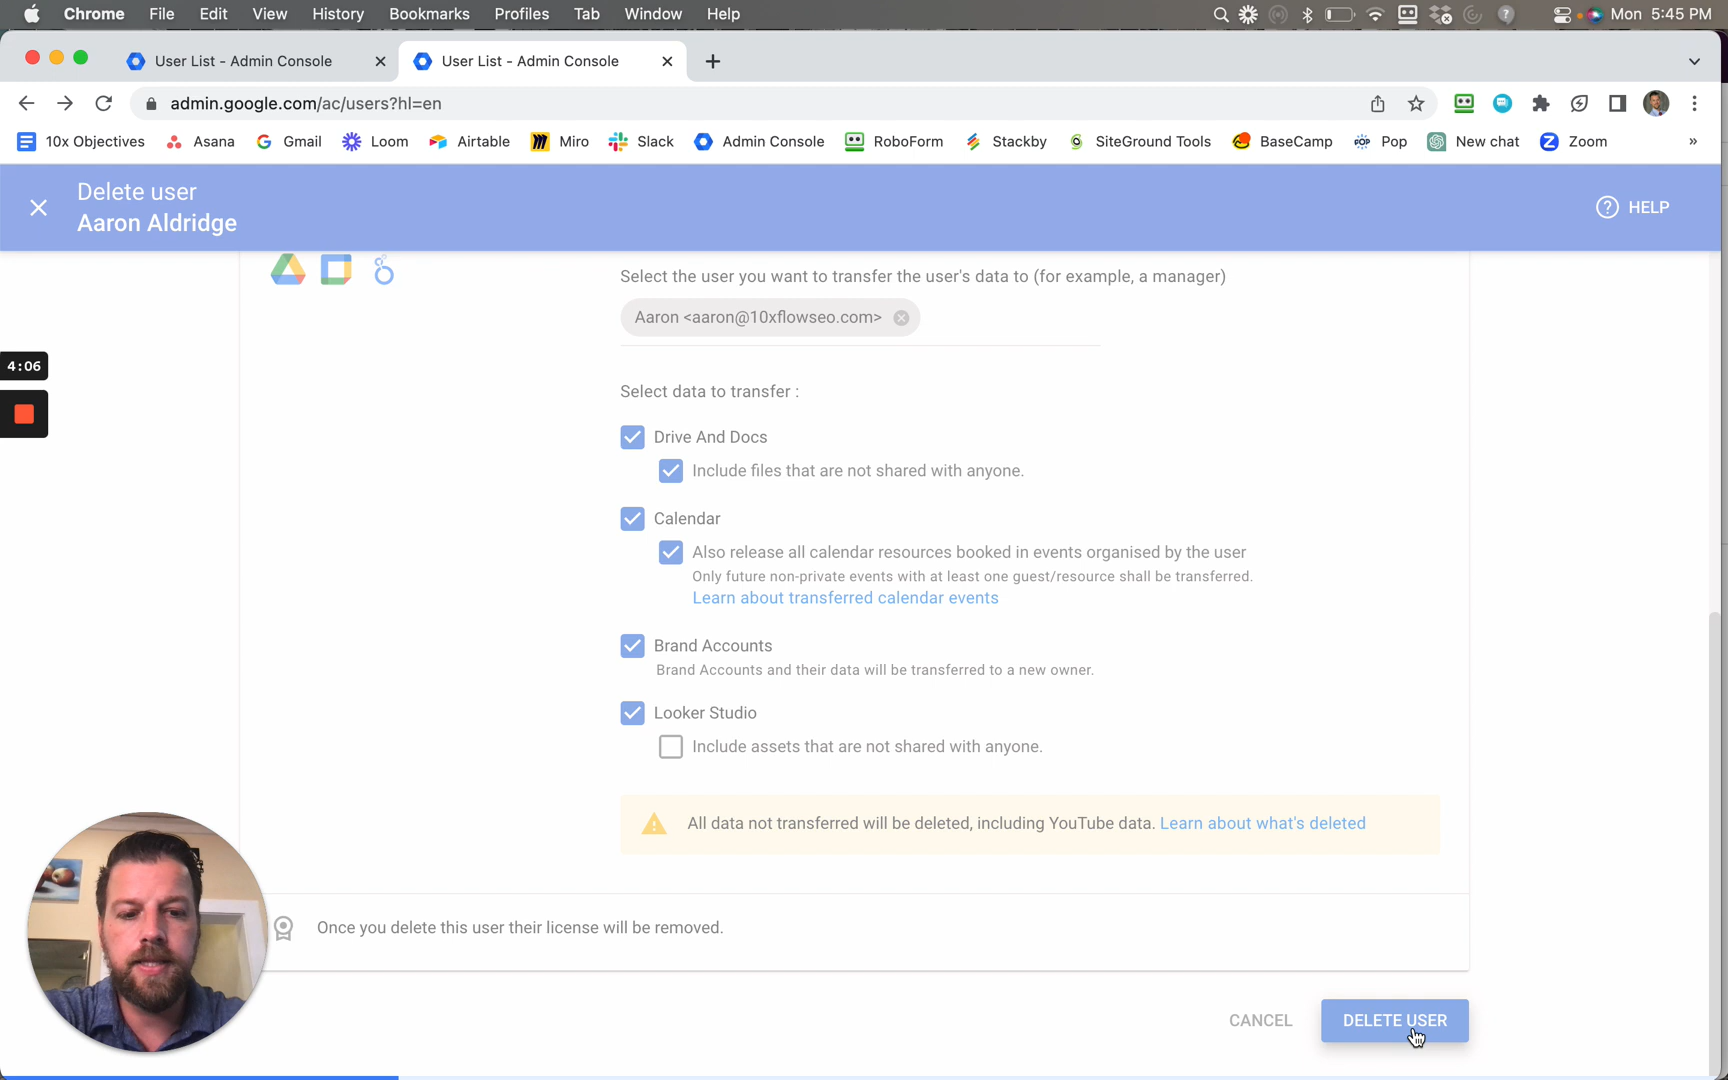 Chrome File Edit View History Bookmarks Profiles Tab Window Help Mon 5:45 PM
User List - Admin Console User List - Admin Console
admin.google.com/ac/users?hl=en
10x Objectives Asana Gmail Loom Airtable Miro Slack Admin Console RoboForm Stackby SiteGround Tools BaseCamp Pop New chat Zoom »
Delete user
Aaron Aldridge
HELP
Select the user you want to transfer the user's data to (for example, a manager)
Aaron <aaron@10xflowseo.com>
4:06
Select data to transfer :
Drive And Docs
Include files that are not shared with anyone.
Calendar
Also release all calendar resources booked in events organised by the user
Only future non-private events with at least one guest/resource shall be transferred.
Learn about transferred calendar events
Brand Accounts
Brand Accounts and their data will be transferred to a new owner.
Looker Studio
Include assets that are not shared with anyone.
All data not transferred will be deleted, including YouTube data. Learn about what's deleted
Once you delete this user their license will be removed.
CANCEL DELETE USER